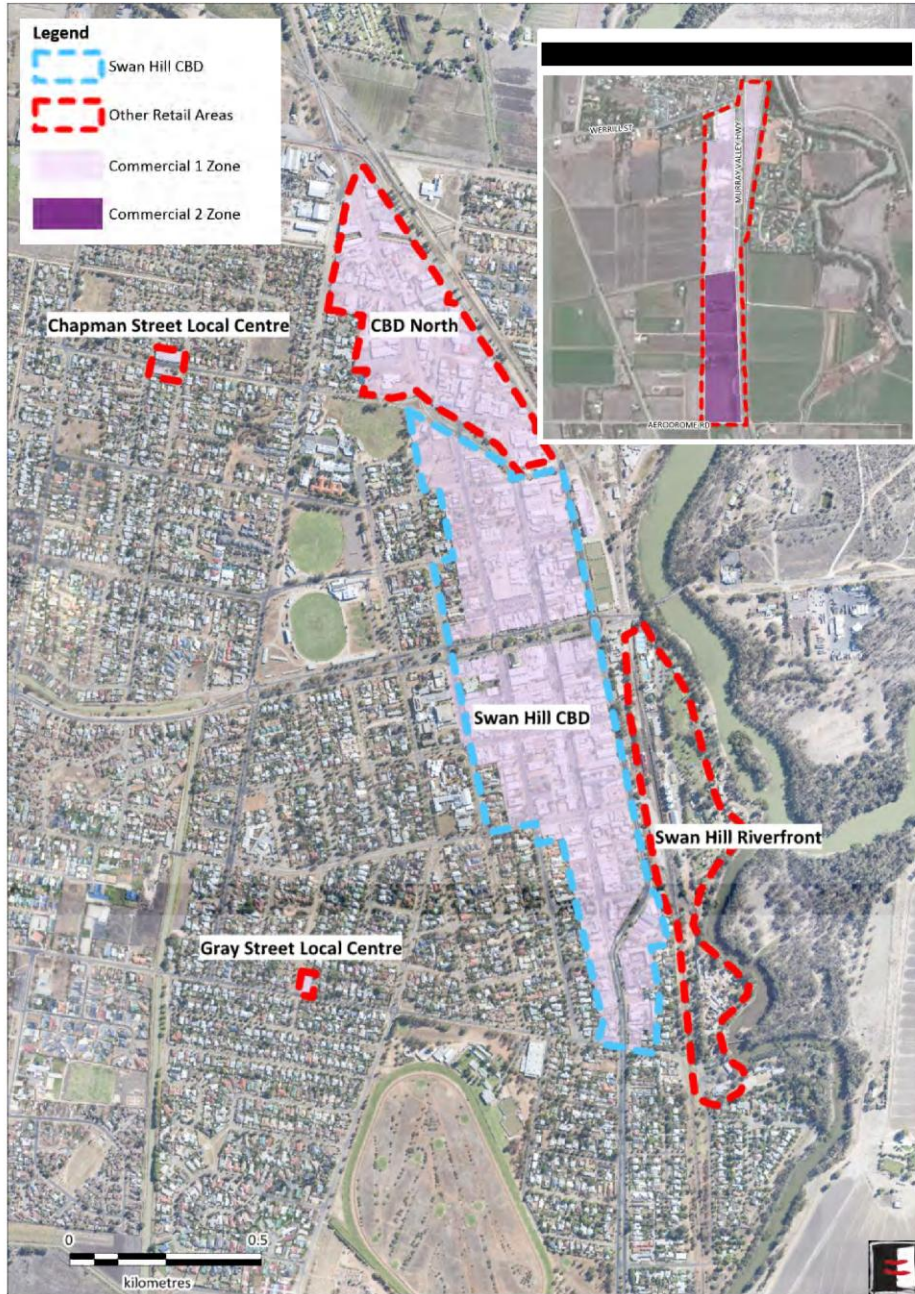 Legend
Swan Hill CBD
Other Retail Areas
Commercial 1 Zone
Commercial 2 Zone
WERRILL ST
MURRAY VALLEY HWY
AERODROME RD
Chapman Street Local Centre
CBD North
Swan Hill CBD
Swan Hill Riverfront
Gray Street Local Centre
0 0.5
kilometres